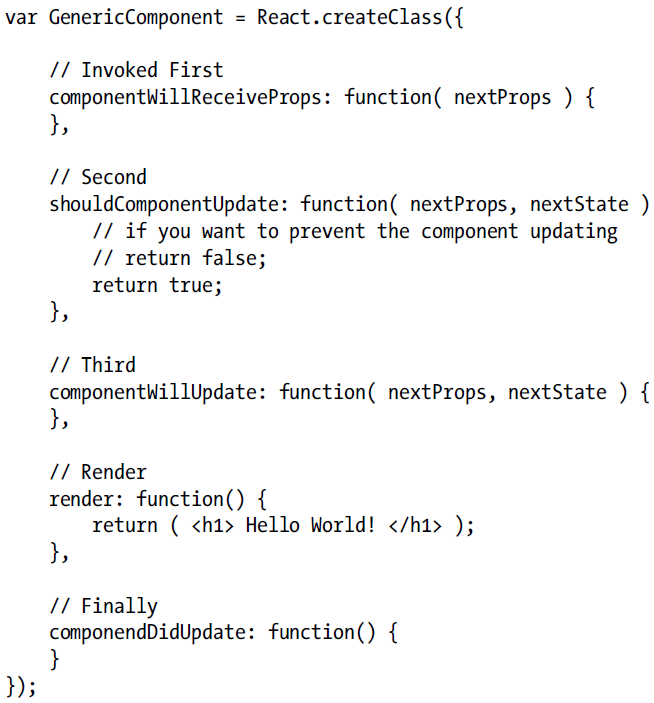 var GenericComponent = React.createClass({
// Invoked First
componentWillReceiveProps: function( nextProps ) {
},
// Second
shouldComponentUpdate: function( nextProps, nextState )
// if you want to prevent the component updating
// return false;
return true;
},
// Third
componentWillUpdate: function( nextProps, nextState ) {
},
// Render
render: function() {
return ( <h1> Hello World! </h1> );
},
// Finally
componendDidUpdate: function() {
}
});